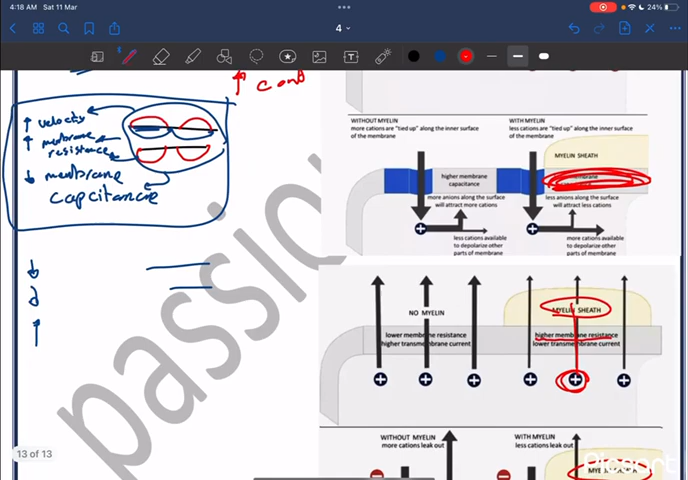 4:18 AM Sat 11 Mar
24%
4
↑ cond
↑ velocity
↑ membrane resistance
↓ membrane capacitance
WITHOUT MYELIN
more cations are "tied up" along the inner surface
of the membrane
WITH MYELIN
less cations are "tied up" along the inner surface of
the membrane
MYELIN SHEATH
higher membrane
capacitance
membrane
more anions along the surface
will attract more cations
less anions along the surface
will attract less cations
less cations available
to depolarize other
parts of membrane
more cations available
to depolarize other
parts of membrane
NO MYELIN
MYELIN SHEATH
lower membrane resistance
higher transmembrane current
higher membrane resistance
lower transmembrane current
WITHOUT MYELIN
more cations leak out
WITH MYELIN
less cations leak out
MYELIN
13 of 13
passio
Picsart